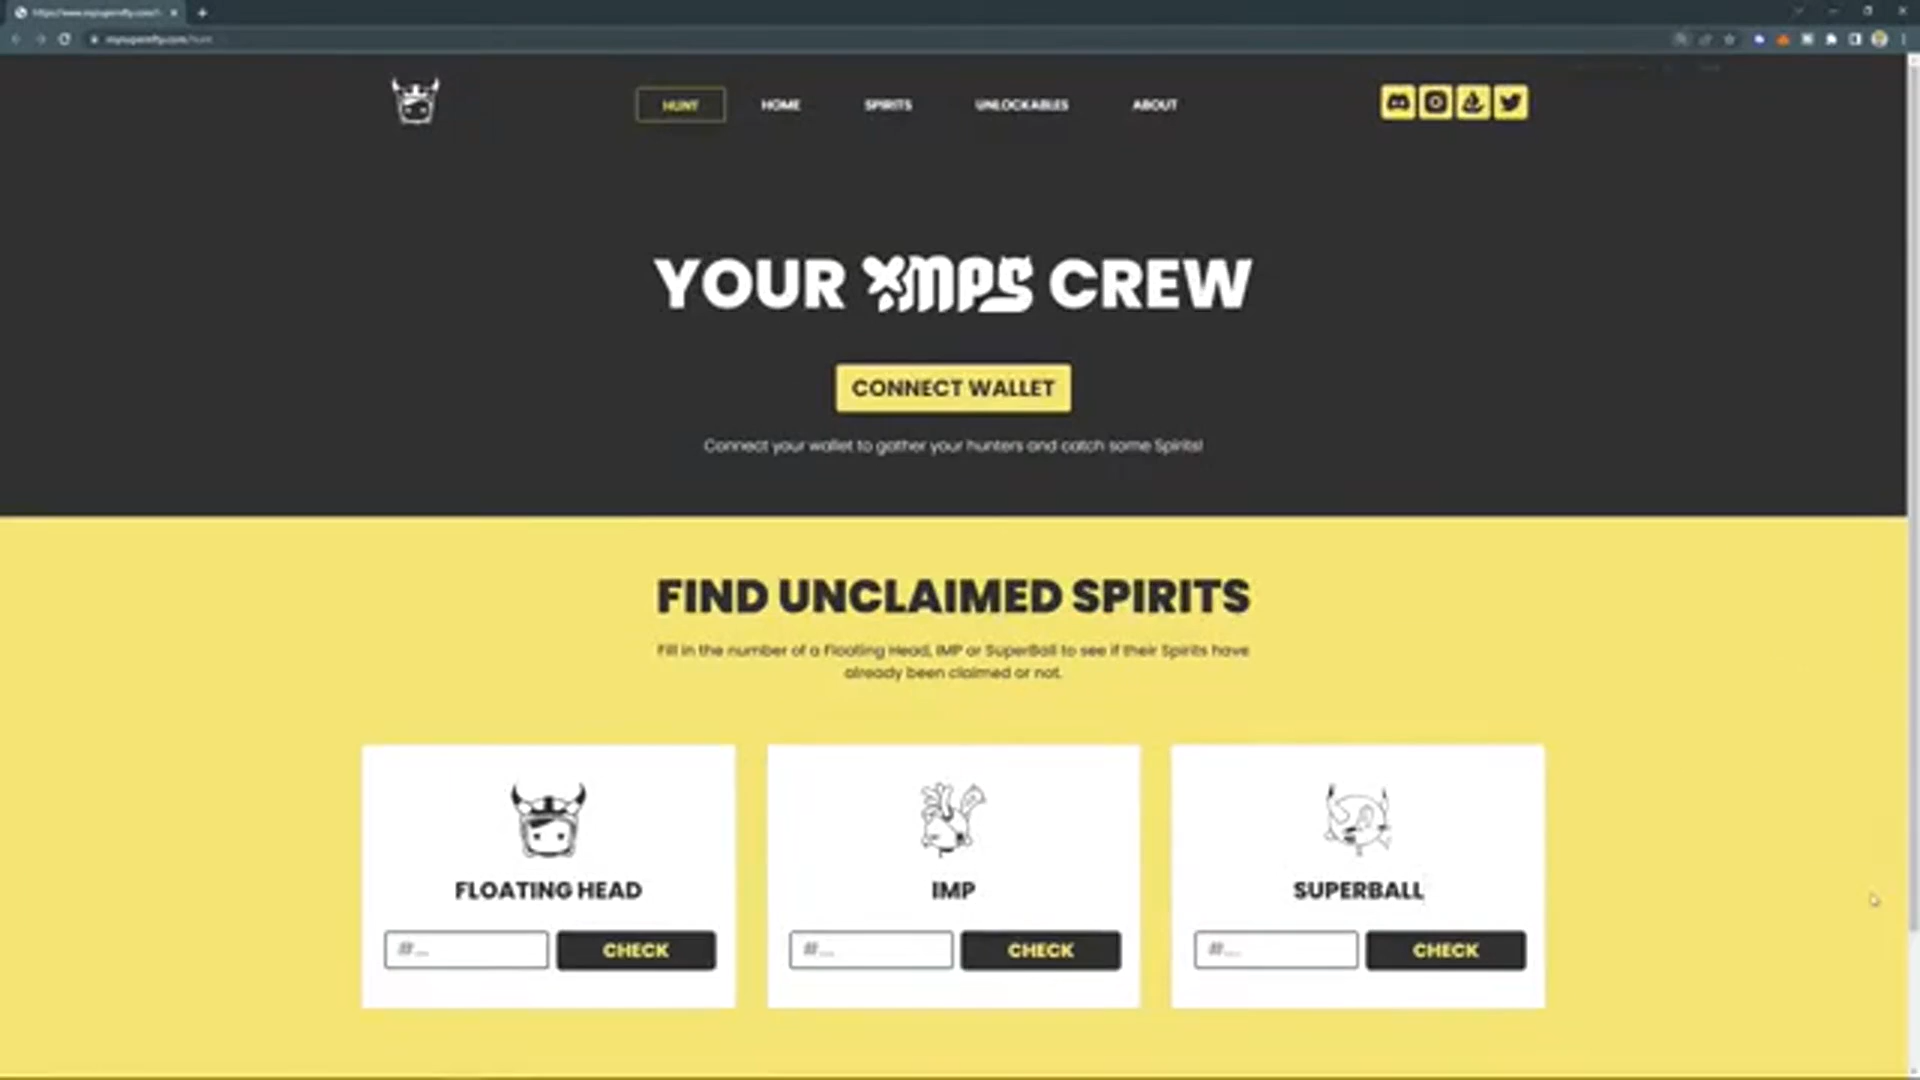 HUNT
HOME
SPIRITS
UNLOCKABLES
ABOUT
YOUR XMPS CREW
CONNECT WALLET
Connect your wallet to gather your hunters and catch some Spirits!
FIND UNCLAIMED SPIRITS
Fill in the number of a Floating Head, IMP or SuperBall to see if their Spirits have
already been claimed or not.
FLOATING HEAD
#...
CHECK
IMP
#...
CHECK
SUPERBALL
#...
CHECK